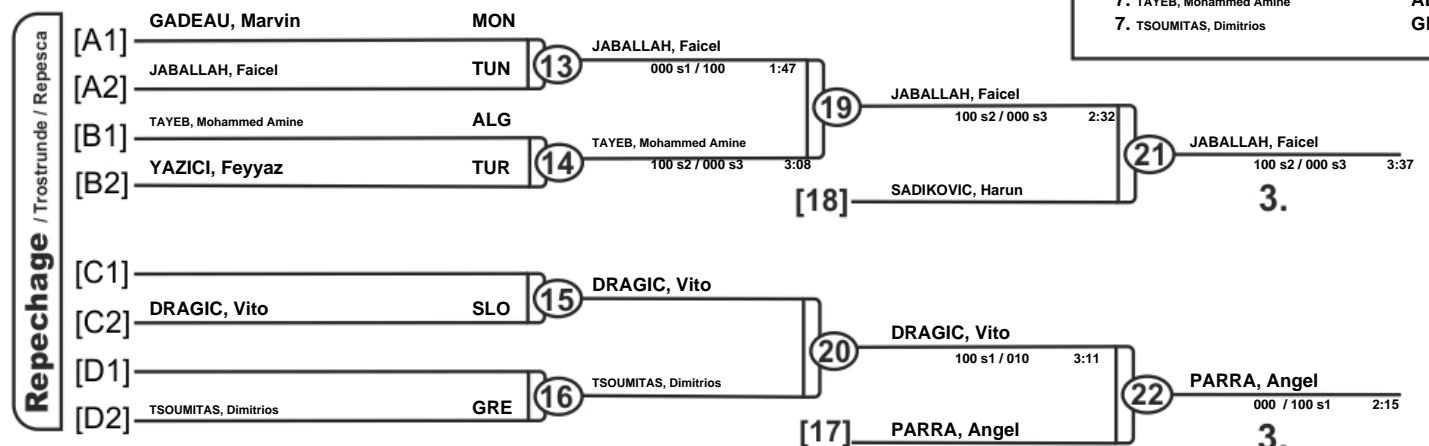 7. TAYEB, Mohammed Amine
7. TSOUMITAS, Dimitrios
Repechage / Trostrunde / Repesca
[A1] GADEAU, Marvin MON
[A2] JABALLAH, Faicel TUN
13
JABALLAH, Faicel
000 s1 / 100 1:47
[B1] TAYEB, Mohammed Amine ALG
[B2] YAZICI, Feyyaz TUR
14
TAYEB, Mohammed Amine
100 s2 / 000 s3 3:08
19
JABALLAH, Faicel
100 s2 / 000 s3 2:32
[18] SADIKOVIC, Harun
21
JABALLAH, Faicel
100 s2 / 000 s3 3:37
3.
[C1]
[C2] DRAGIC, Vito SLO
15
DRAGIC, Vito
[D1]
[D2] TSOUMITAS, Dimitrios GRE
16
TSOUMITAS, Dimitrios
20
DRAGIC, Vito
100 s1 / 010 3:11
[17] PARRA, Angel
22
PARRA, Angel
000 / 100 s1 2:15
3.